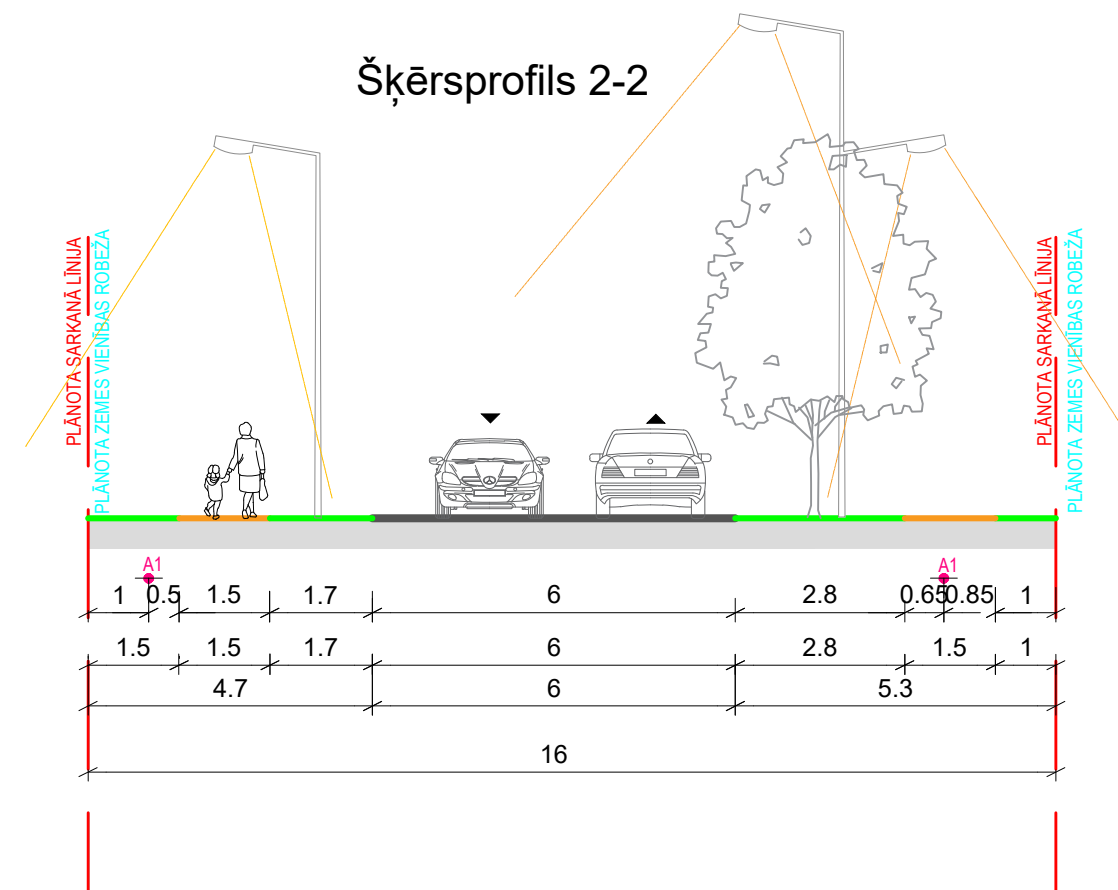 Šķērsprofils 2-2
PLĀNOTA SARKANĀ LĪNIJA
PLĀNOTA ZEMES VIENĪBAS ROBEŽA
PLĀNOTA SARKANĀ LĪNIJA
PLĀNOTA ZEMES VIENĪBAS ROBEŽA
A1 A1
1 0.5 1.5 1.7 6 2.8 0.65 0.85 1
1.5 1.5 1.7 6 2.8 1.5 1
4.7 6 5.3
16